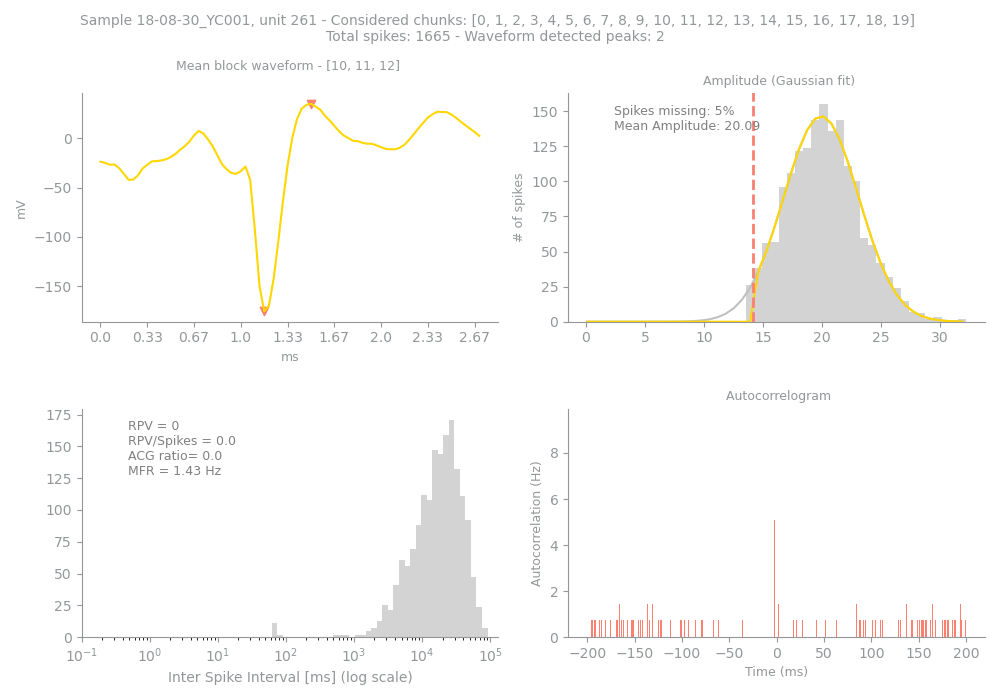 Sample 18-08-30_YC001, unit 261 - Considered chunks: [0, 1, 2, 3, 4, 5, 6, 7, 8, 9, 10, 11, 12, 13, 14, 15, 16, 17, 18, 19]
Total spikes: 1665 - Waveform detected peaks: 2
Mean block waveform - [10, 11, 12]
mV
0
−50
−100
−150
0.0 0.33 0.67 1.0 1.33 1.67 2.0 2.33 2.67
ms
Amplitude (Gaussian fit)
Spikes missing: 5%
Mean Amplitude: 20.09
# of spikes
150
125
100
75
50
25
0
0 5 10 15 20 25 30
RPV = 0
RPV/Spikes = 0.0
ACG ratio= 0.0
MFR = 1.43 Hz
175
150
125
100
75
50
25
0
10⁻¹ 10⁰ 10¹ 10² 10³ 10⁴ 10⁵
Inter Spike Interval [ms] (log scale)
Autocorrelogram
Autocorrelation (Hz)
8
6
4
2
0
−200 −150 −100 −50 0 50 100 150 200
Time (ms)